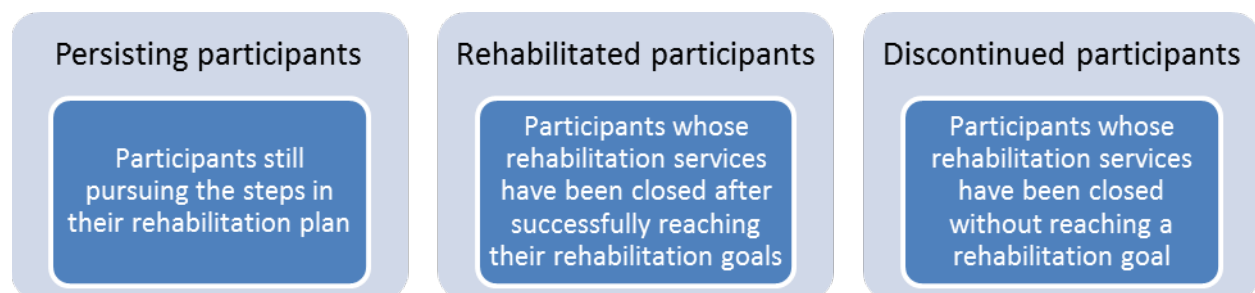 Persisting participants
Participants still
pursuing the steps in
their rehabilitation plan
Rehabilitated participants
Participants whose
rehabilitation services
have been closed after
successfully reaching
their rehabilitation goals
Discontinued participants
Participants whose
rehabilitation services
have been closed
without reaching a
rehabilitation goal